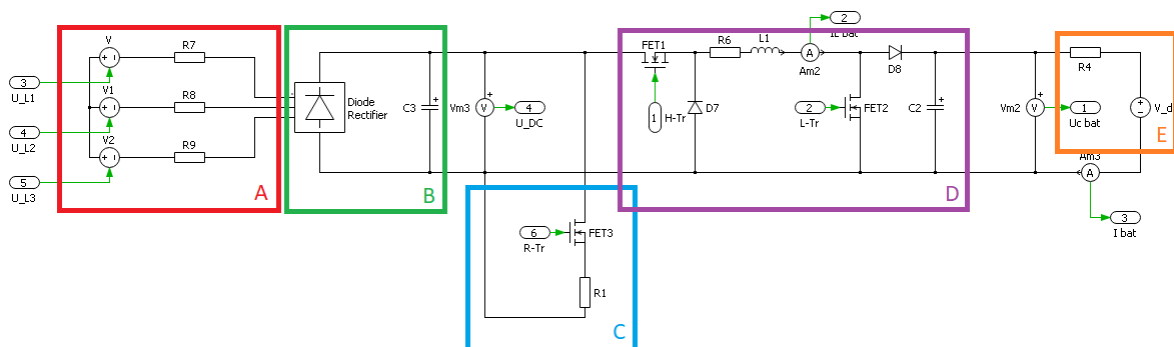 V
R7
3
U_L1
V1
R8
4
U_L2
V2
R9
5
U_L3
A
Diode
Rectifier
C3
B
Vm3
V
4
U_DC
6
R-Tr
FET3
R1
C
FET1
1
H-Tr
D7
R6
L1
A
Am2
2
IL bat
2
L-Tr
FET2
D8
C2
D
Vm2
V
R4
1
Uc bat
V_d
E
Am3
A
3
I bat